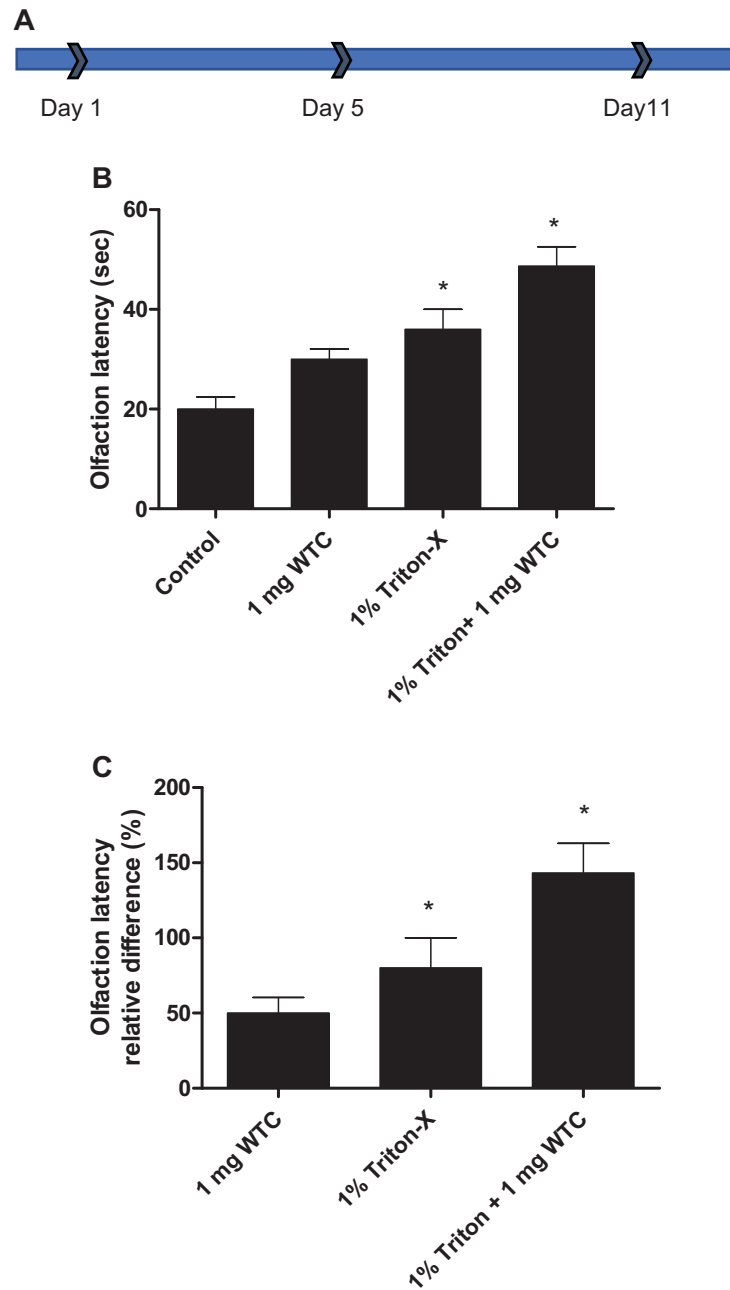 A
Day 1 Day 5 Day11
B
Olfaction latency (sec)
60
40
20
0
*
*
Control
1 mg WTC
1% Triton-X
1% Triton+ 1 mg WTC
C
Olfaction latency
relative difference (%)
200
150
100
50
0
*
*
1 mg WTC
1% Triton-X
1% Triton + 1 mg WTC